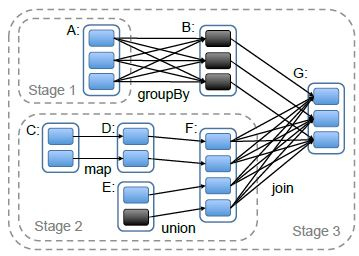 A:
B:
G:
Stage 1
groupBy
C:
D:
F:
map
E:
join
Stage 2
union
Stage 3